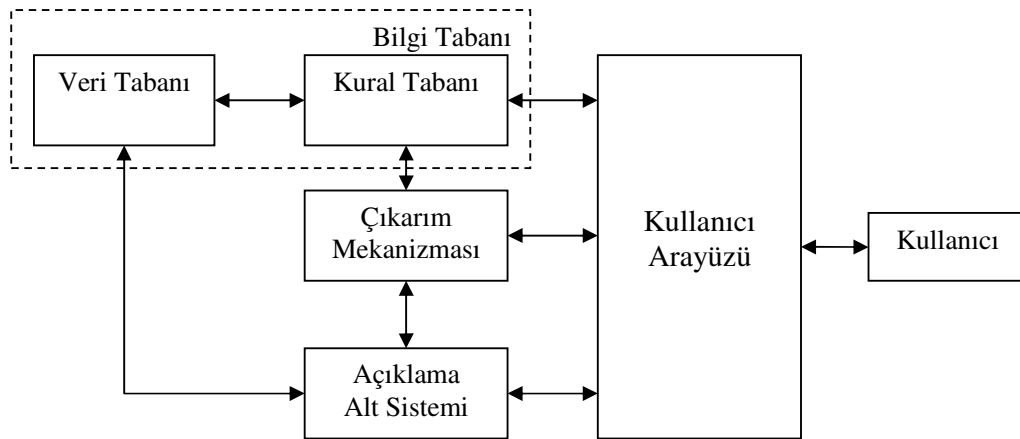 Bilgi Tabanı
Veri Tabanı
Kural Tabanı
Çıkarım
Mekanizması
Kullanıcı
Arayüzü
Kullanıcı
Açıklama
Alt Sistemi